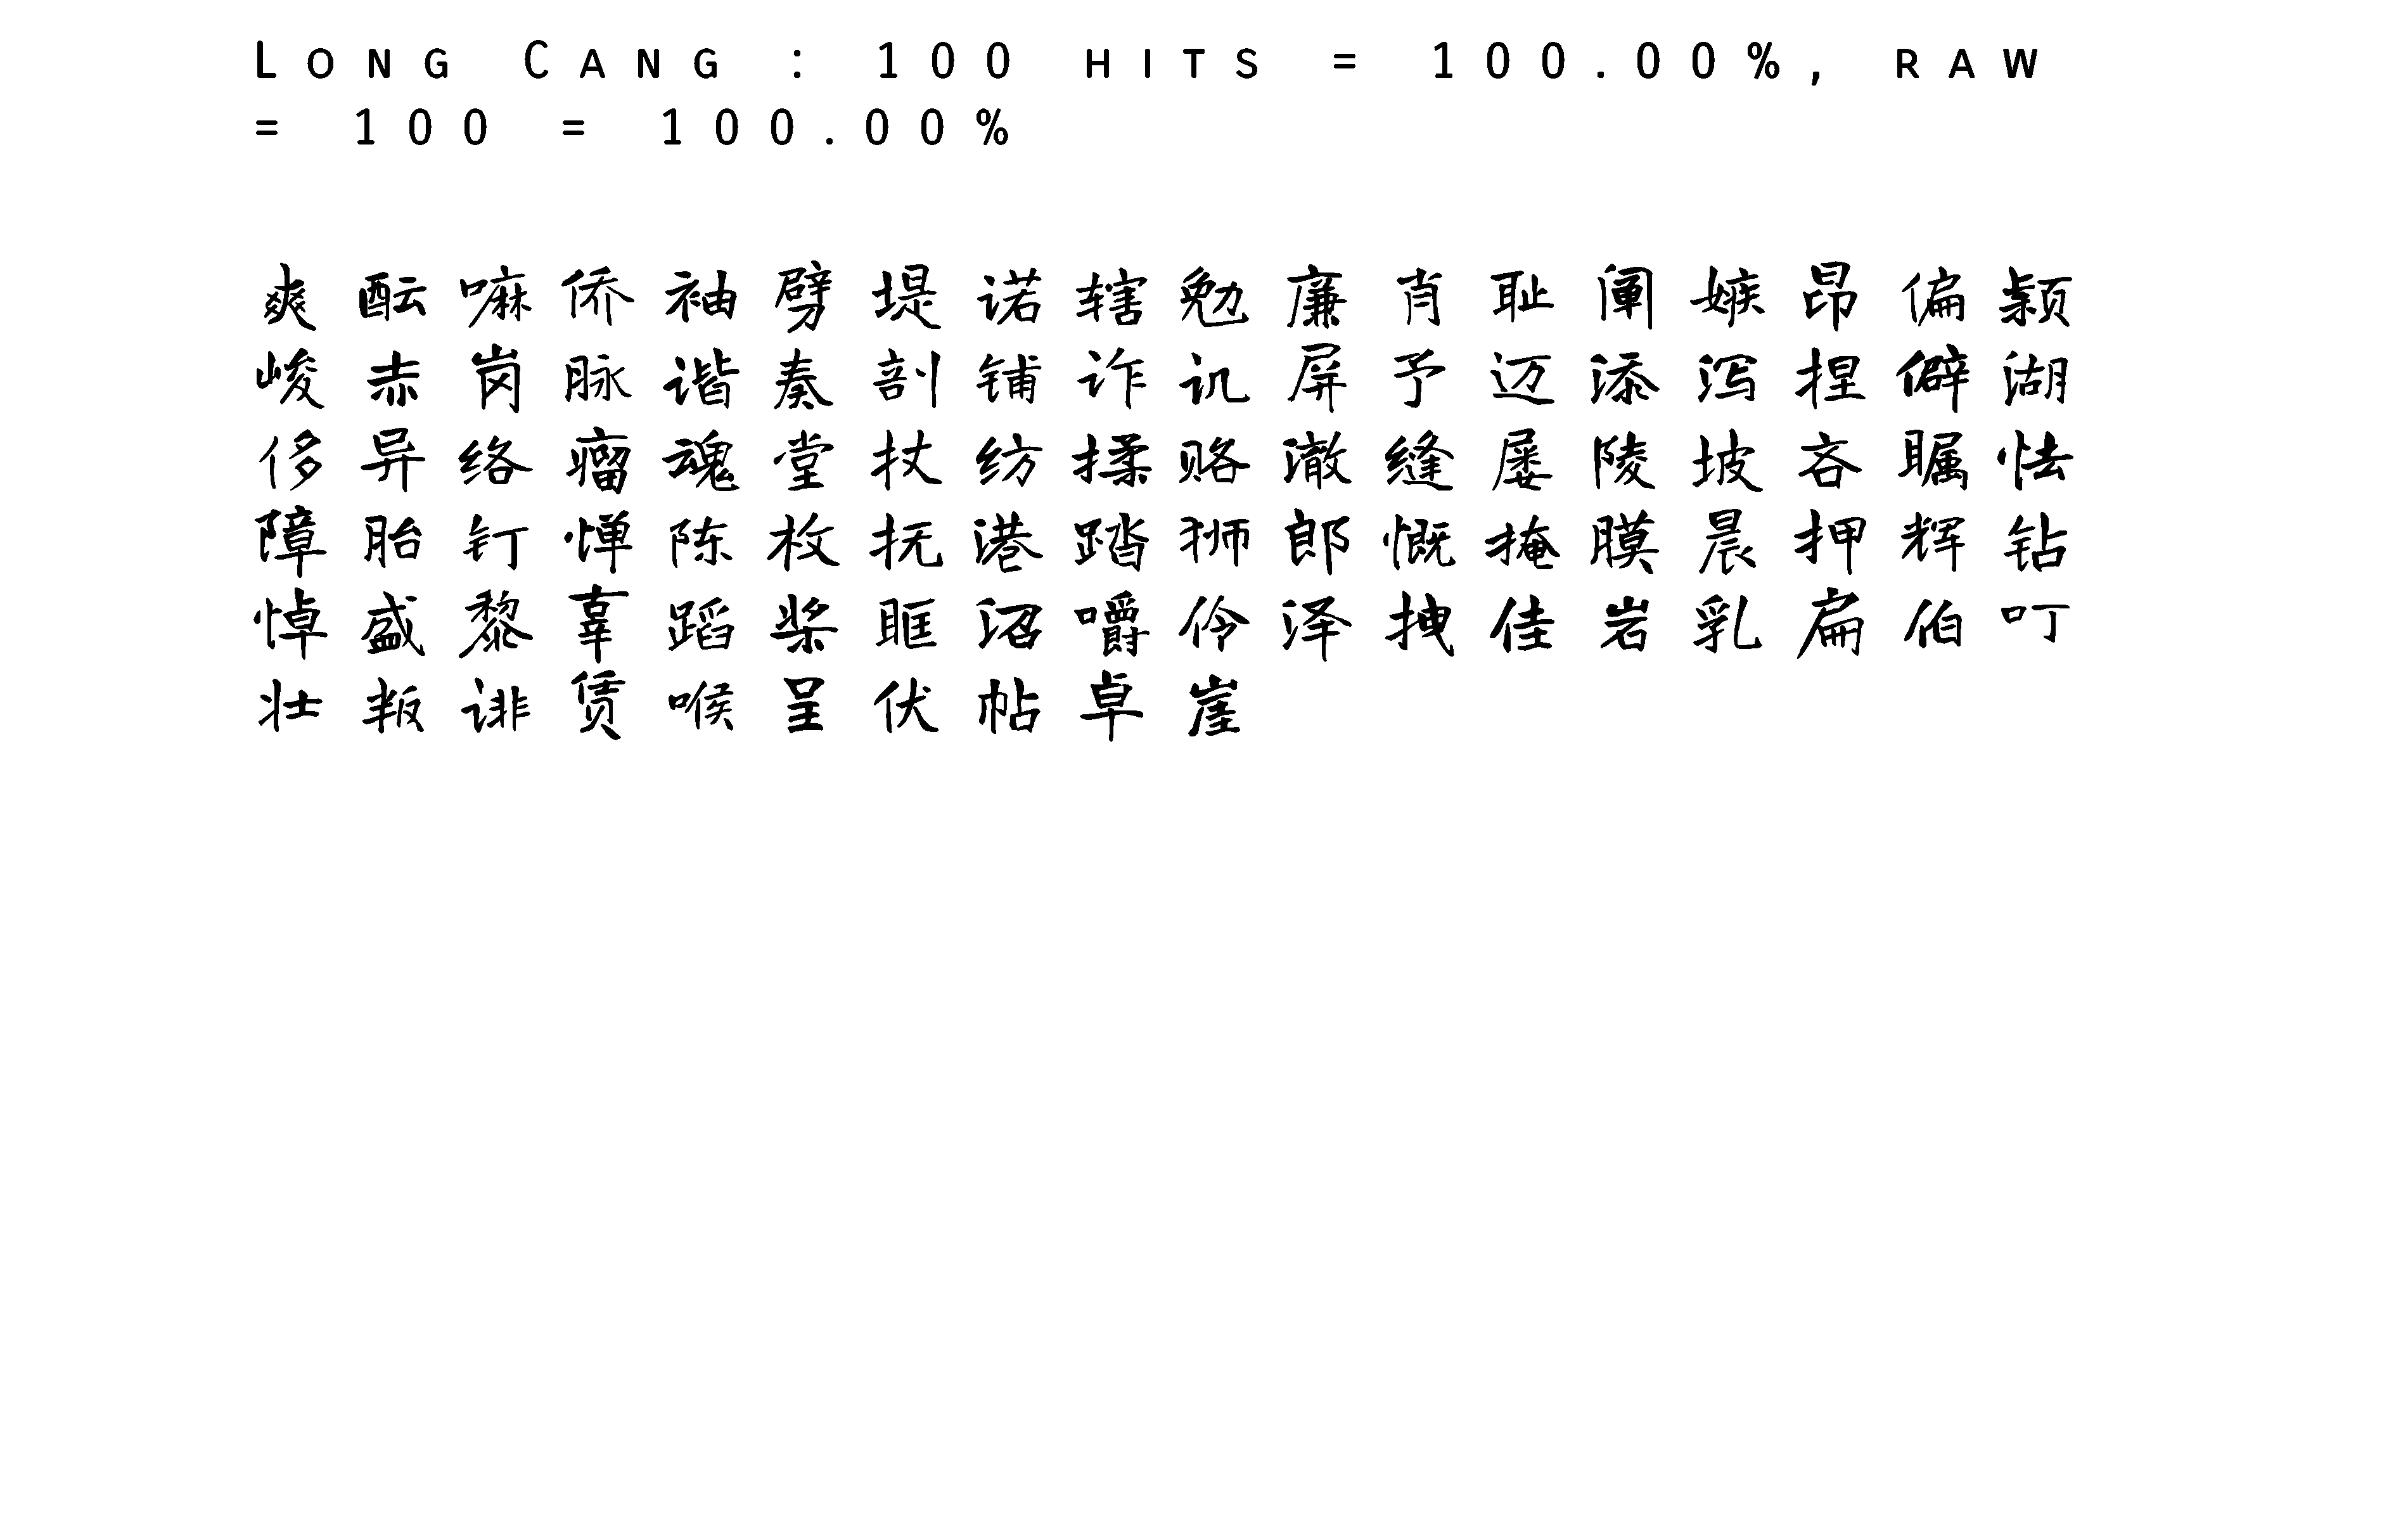 Long Cang : 100 hits = 100.00%, raw
= 100 = 100.00%
爽酝嘛侨袖劈堤诺辖勉廉肖耻阐嫉昂偏颖
峻赤岗脉谐奏剖铺诈讥屏予迈添泻捏僻湖
侈异络瘤魂堂扙纺揉赂澈缝屡陵坡吝瞩怯
障胎钉惮陈枚抚港踏狮郎慨掩膜晨押辉钻
悼盛黎辜蹈桨眶沼嚼伶泽拽佳岩乳扁伯叮
壮叛诽赁喉呈伏帖卓崖